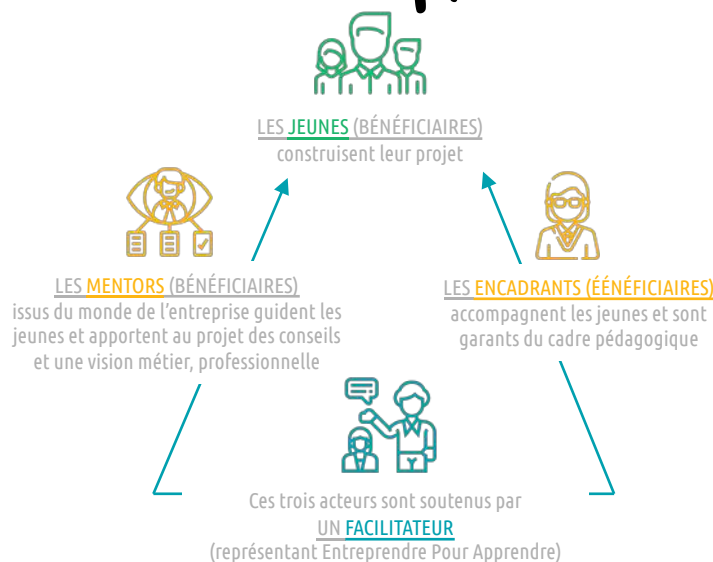 LES JEUNES (BÉNÉFICIAIRES)
construisent leur projet
LES MENTORS (BÉNÉFICIAIRES)
issus du monde de l'entreprise guident les
jeunes et apportent au projet des conseils
et une vision métier, professionnelle
LES ENCADRANTS (ÉÉNÉFICIAIRES)
accompagnent les jeunes et sont
garants du cadre pédagogique
Ces trois acteurs sont soutenus par
UN FACILITATEUR
(représentant Entreprendre Pour Apprendre)